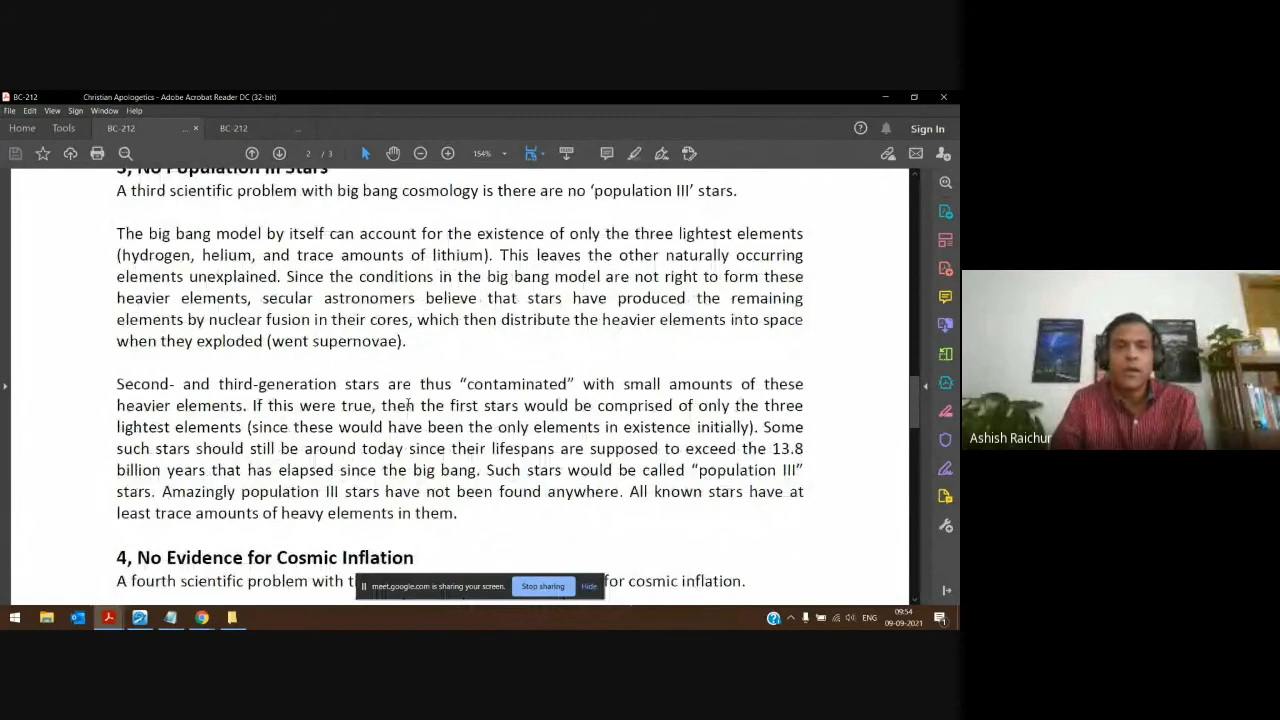 BC-212 Christian Apologetics - Adobe Acrobat Reader DC (32-bit)
File Edit View Sign Window Help
Home Tools BC-212 ... × BC-212 ... Sign In
2 / 3 154%
3, No Population III Stars
A third scientific problem with big bang cosmology is there are no ‘population III’ stars.
The big bang model by itself can account for the existence of only the three lightest elements
(hydrogen, helium, and trace amounts of lithium). This leaves the other naturally occurring
elements unexplained. Since the conditions in the big bang model are not right to form these
heavier elements, secular astronomers believe that stars have produced the remaining
elements by nuclear fusion in their cores, which then distribute the heavier elements into space
when they exploded (went supernovae).
Second- and third-generation stars are thus “contaminated” with small amounts of these
heavier elements. If this were true, then the first stars would be comprised of only the three
lightest elements (since these would have been the only elements in existence initially). Some
such stars should still be around today since their lifespans are supposed to exceed the 13.8
billion years that has elapsed since the big bang. Such stars would be called “population III”
stars. Amazingly population III stars have not been found anywhere. All known stars have at
least trace amounts of heavy elements in them.
4, No Evidence for Cosmic Inflation
A fourth scientific problem with t for cosmic inflation.
meet.google.com is sharing your screen. Stop sharing Hide
Ashish Raichur
ENG
09:54
09-09-2021